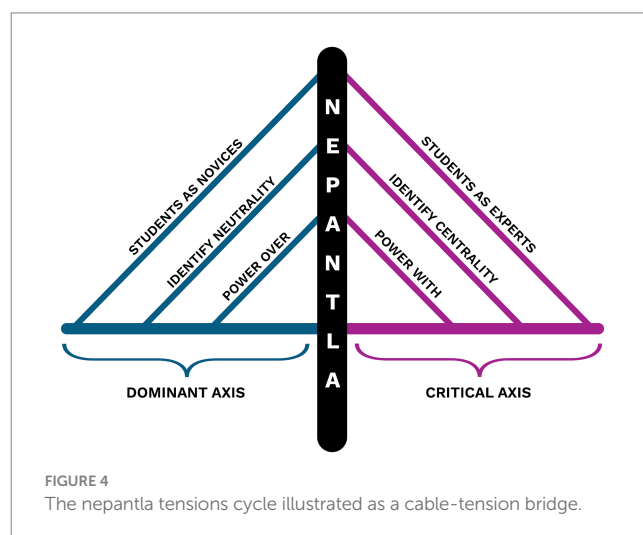 NEPANTLA
STUDENTS AS NOVICES
IDENTIFY NEUTRALITY
POWER OVER
STUDENTS AS EXPERTS
IDENTIFY CENTRALITY
POWER WITH
DOMINANT AXIS
CRITICAL AXIS
FIGURE 4
The nepantla tensions cycle illustrated as a cable-tension bridge.